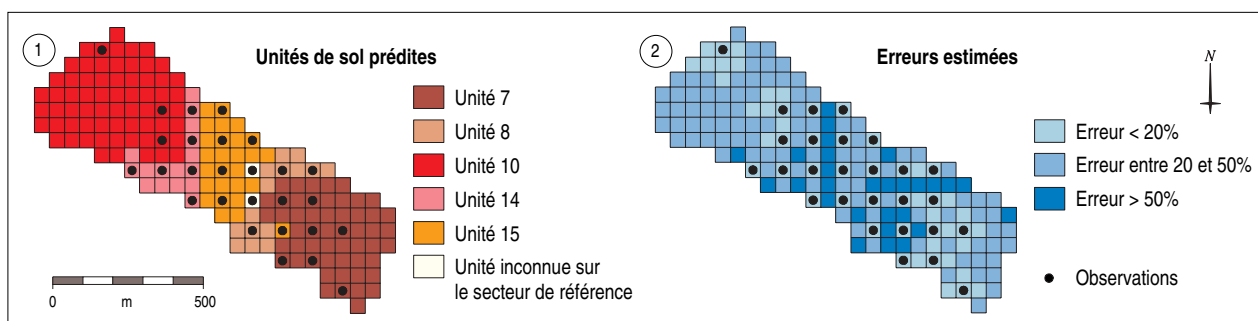 1
Unités de sol prédites
Unité 7
Unité 8
Unité 10
Unité 14
Unité 15
Unité inconnue sur
le secteur de référence
0 m 500
2
Erreurs estimées
N
Erreur < 20%
Erreur entre 20 et 50%
Erreur > 50%
Observations